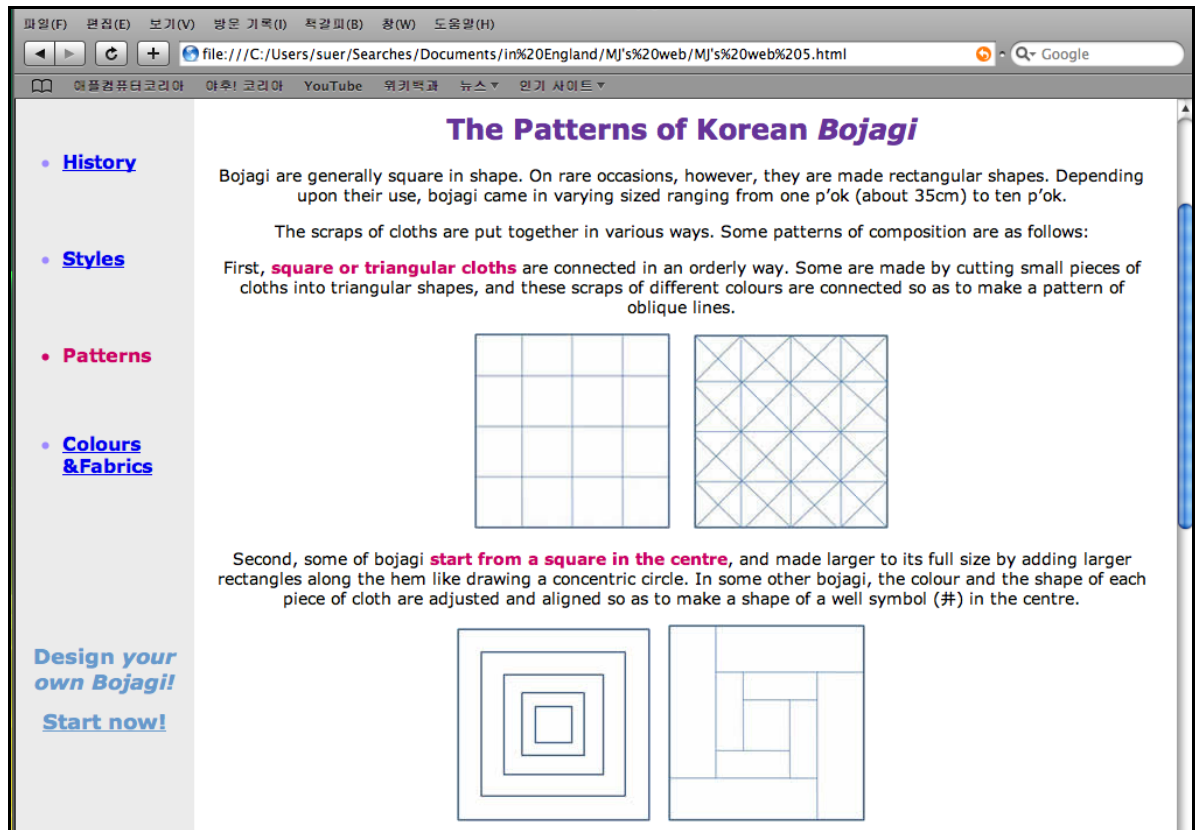 파일(F) 편집(E) 보기(V) 방문 기록(I) 책갈피(B) 창(W) 도움말(H)
file:///C:/Users/suer/Searches/Documents/in%20England/MJ's%20web/MJ's%20web%205.html
Google
애플컴퓨터코리아 야후! 코리아 YouTube 위키백과 뉴스 인기 사이트
History
Styles
Patterns
Colours
&Fabrics
Design your
own Bojagi!
Start now!
The Patterns of Korean Bojagi
Bojagi are generally square in shape. On rare occasions, however, they are made rectangular shapes. Depending
upon their use, bojagi came in varying sized ranging from one p’ok (about 35cm) to ten p’ok.
The scraps of cloths are put together in various ways. Some patterns of composition are as follows:
First, square or triangular cloths are connected in an orderly way. Some are made by cutting small pieces of
cloths into triangular shapes, and these scraps of different colours are connected so as to make a pattern of
oblique lines.
Second, some of bojagi start from a square in the centre, and made larger to its full size by adding larger
rectangles along the hem like drawing a concentric circle. In some other bojagi, the colour and the shape of each
piece of cloth are adjusted and aligned so as to make a shape of a well symbol (井) in the centre.